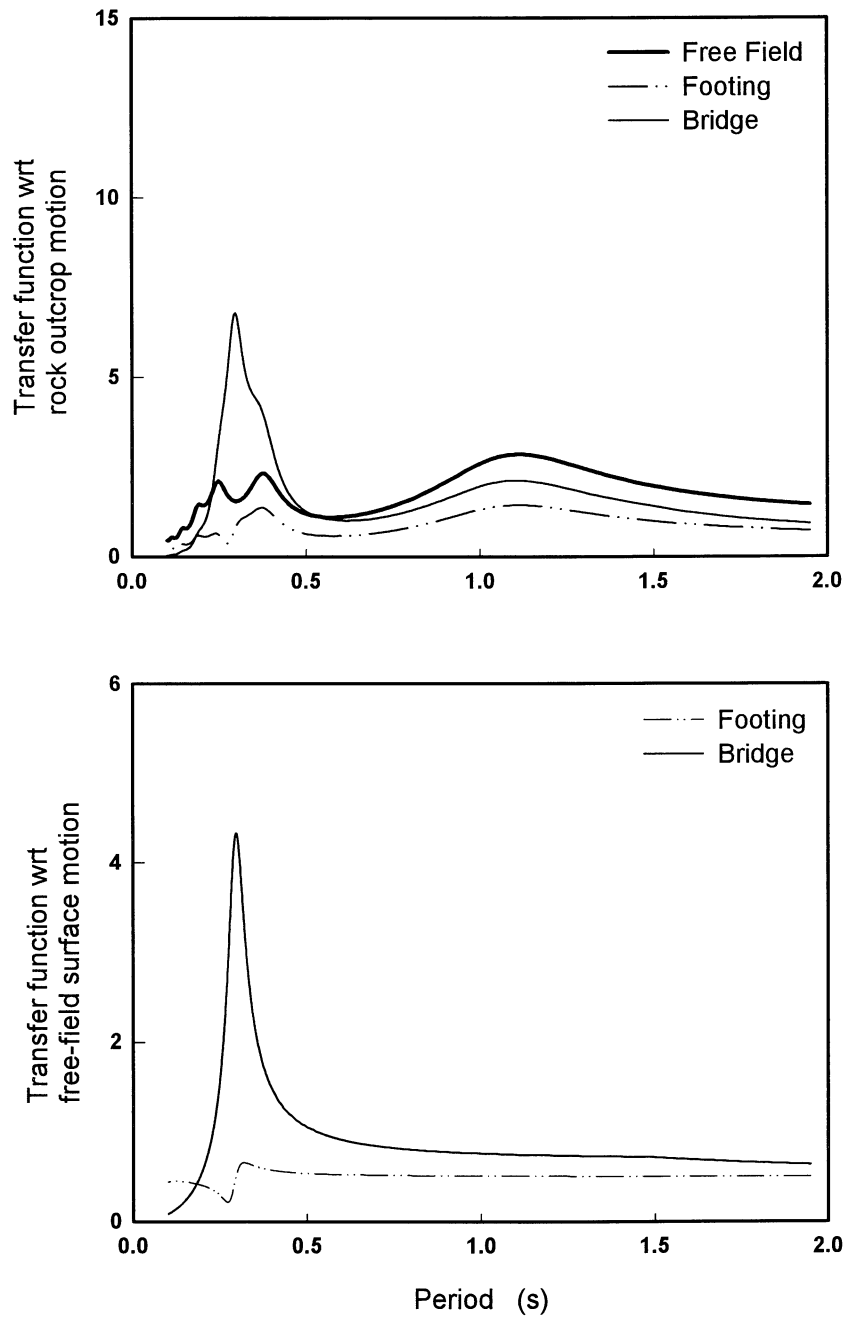 15
10
5
0
Transfer function wrt
rock outcrop motion
Free Field
Footing
Bridge
0.0 0.5 1.0 1.5 2.0
6
4
2
0
Transfer function wrt
free-field surface motion
Footing
Bridge
0.0 0.5 1.0 1.5 2.0
Period (s)